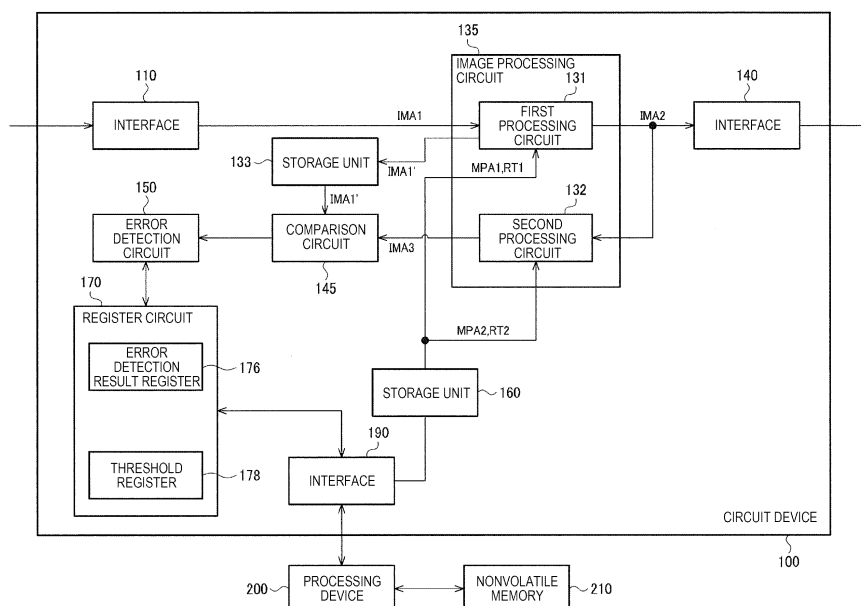 135
IMAGE PROCESSING
CIRCUIT
110
INTERFACE
IMA1
131
FIRST
PROCESSING
CIRCUIT
IMA2
140
INTERFACE
133
STORAGE UNIT
IMA1'
MPA1,RT1
IMA1'
150
ERROR
DETECTION
CIRCUIT
COMPARISON
CIRCUIT
145
IMA3
132
SECOND
PROCESSING
CIRCUIT
170
REGISTER CIRCUIT
MPA2,RT2
ERROR
DETECTION
RESULT REGISTER
176
STORAGE UNIT
160
190
INTERFACE
THRESHOLD
REGISTER
178
CIRCUIT DEVICE
100
200
PROCESSING
DEVICE
NONVOLATILE
MEMORY
210